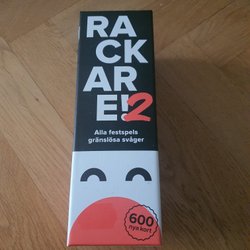 RA
CK
AR
E!2
Alla festspels
gränslösa svåger
600
nya kort